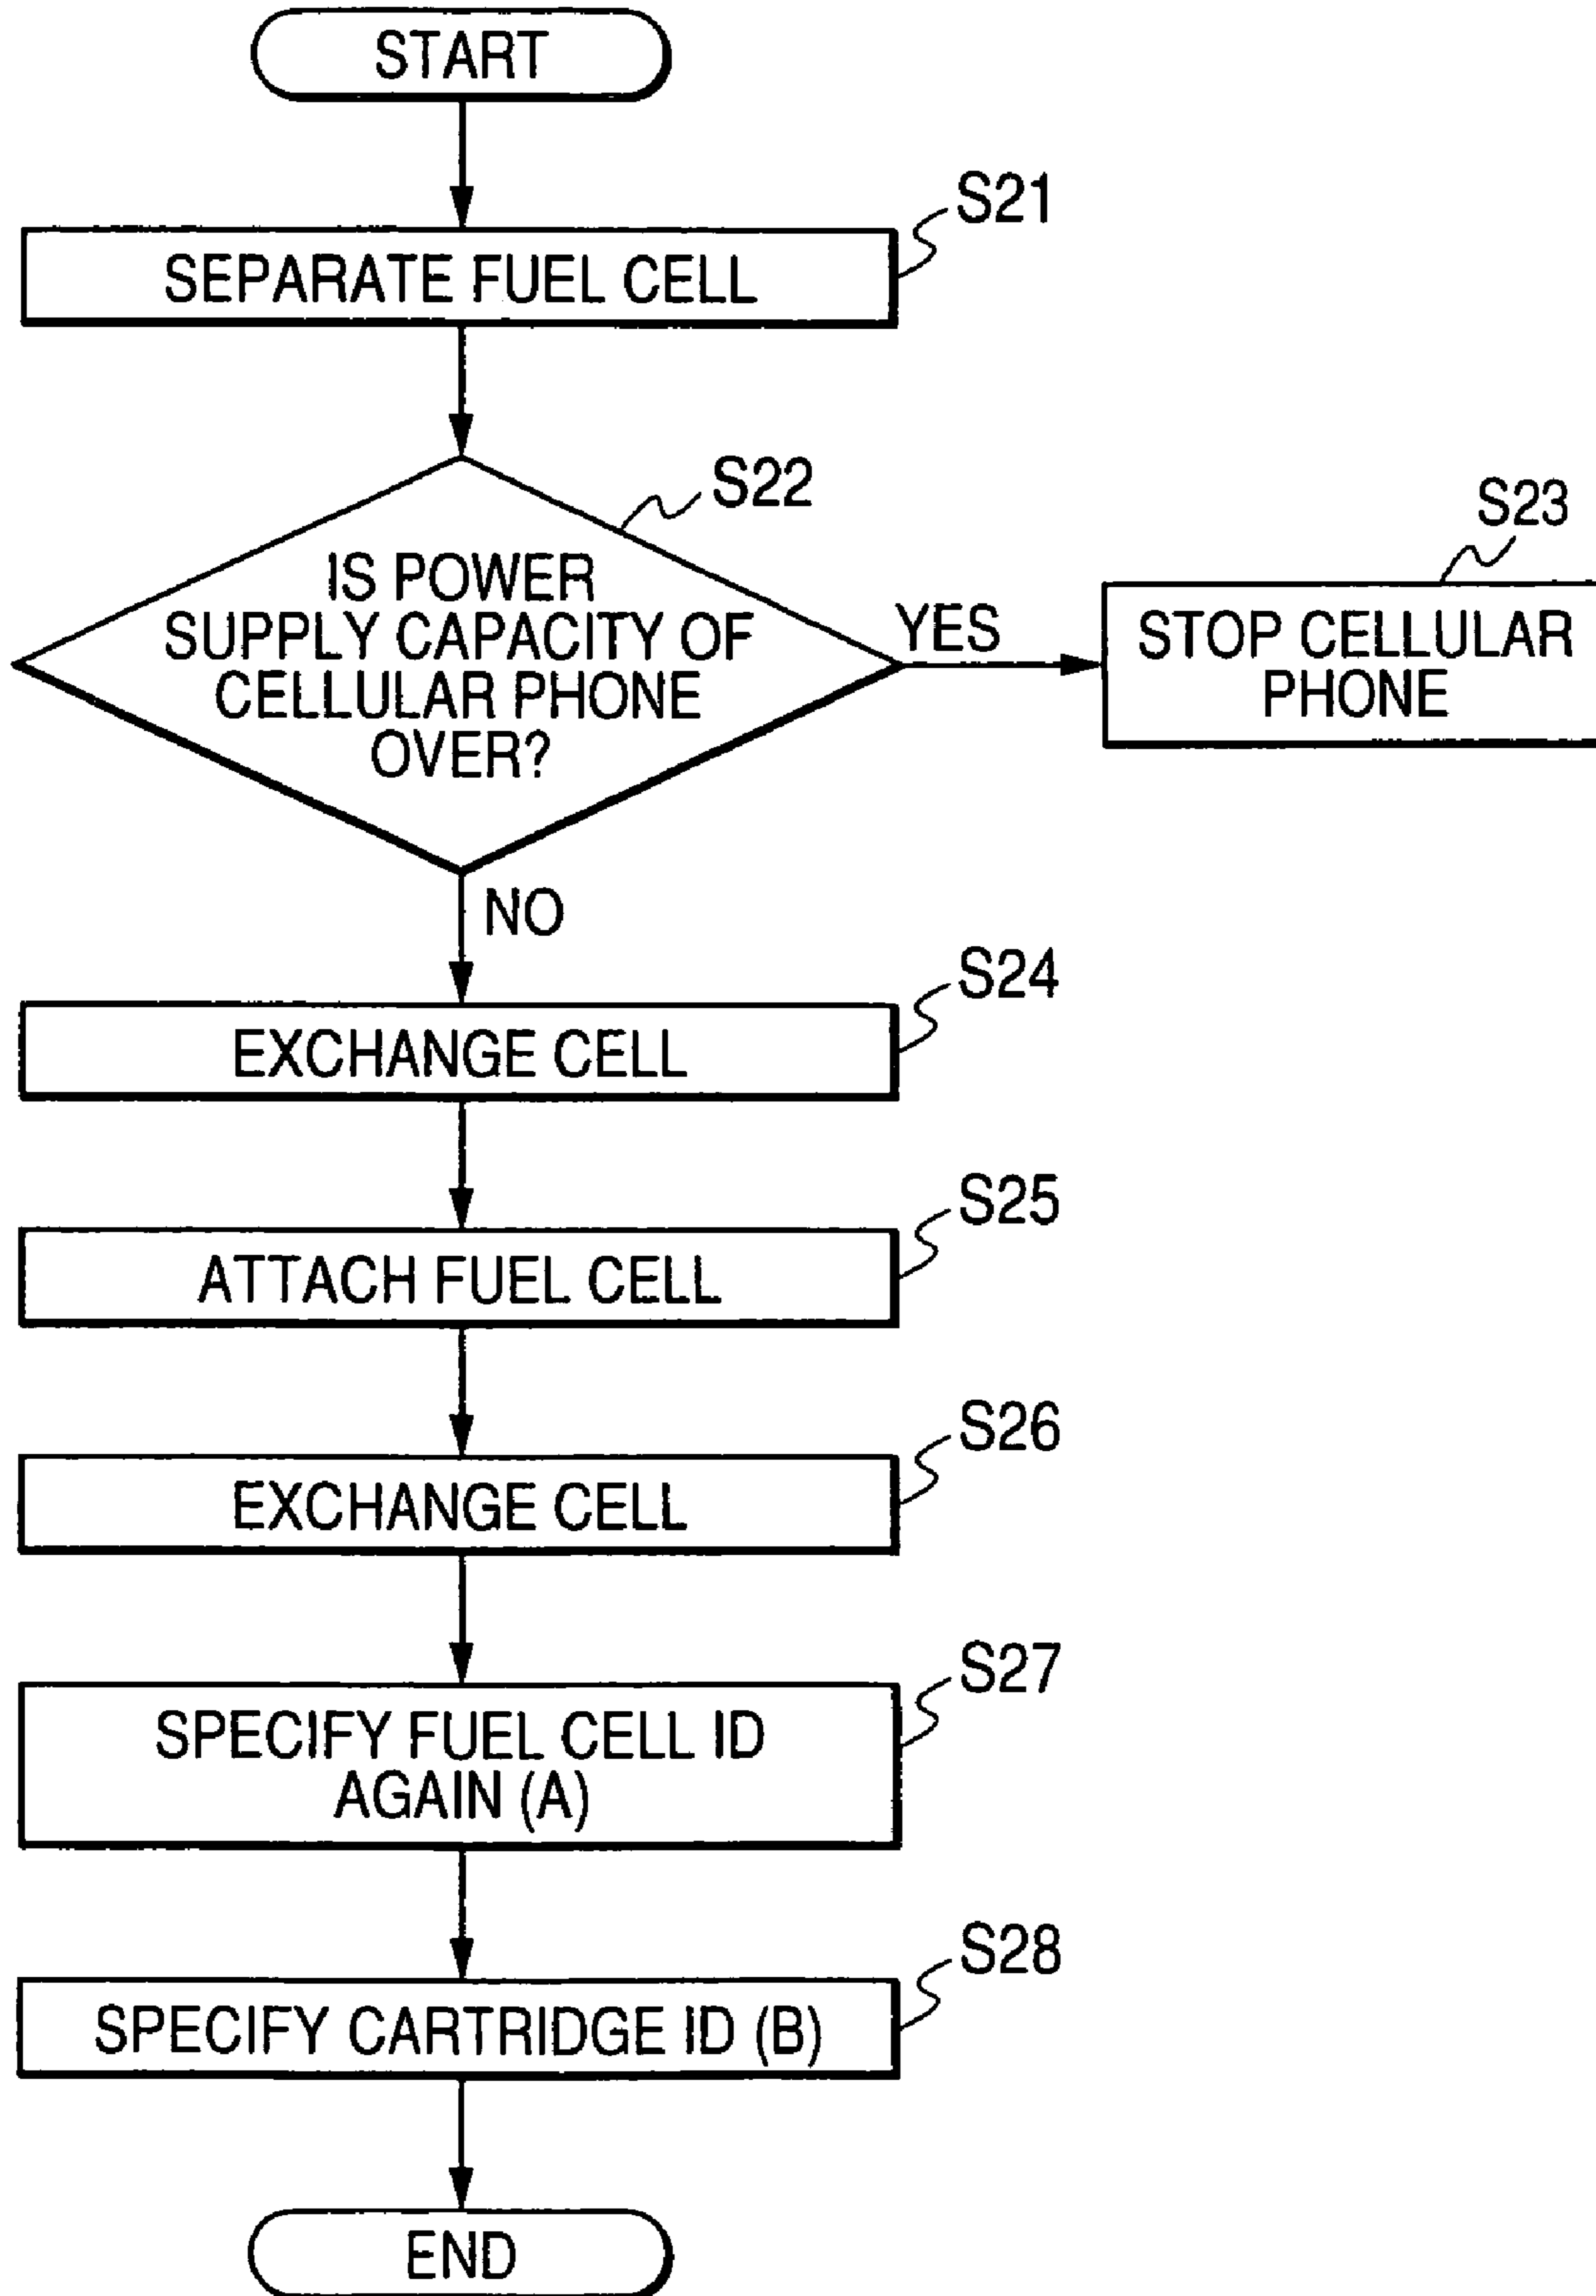 START
S21
SEPARATE FUEL CELL
S22
IS POWER
SUPPLY CAPACITY OF
CELLULAR PHONE
OVER?
YES
S23
STOP CELLULAR
PHONE
NO
S24
EXCHANGE CELL
S25
ATTACH FUEL CELL
S26
EXCHANGE CELL
S27
SPECIFY FUEL CELL ID
AGAIN (A)
S28
SPECIFY CARTRIDGE ID (B)
END